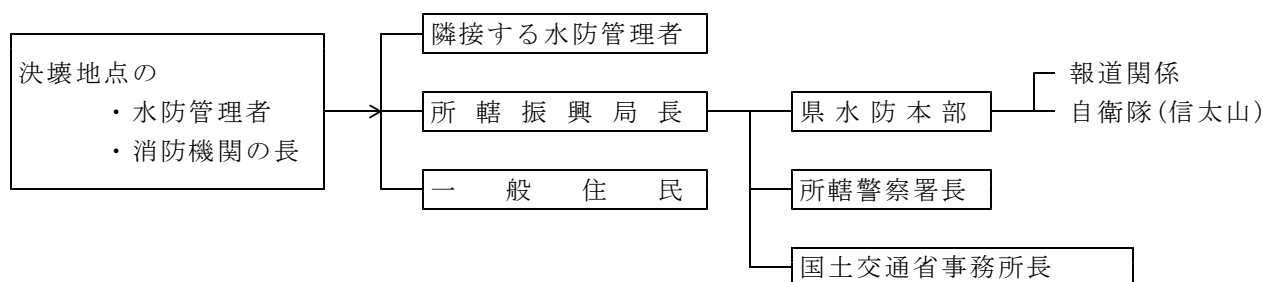 決壊地点の
・水防管理者
・消防機関の長
隣接する水防管理者
所轄振興局長
一般住民
県水防本部
所轄警察署長
国土交通省事務所長
報道関係
自衛隊(信太山)